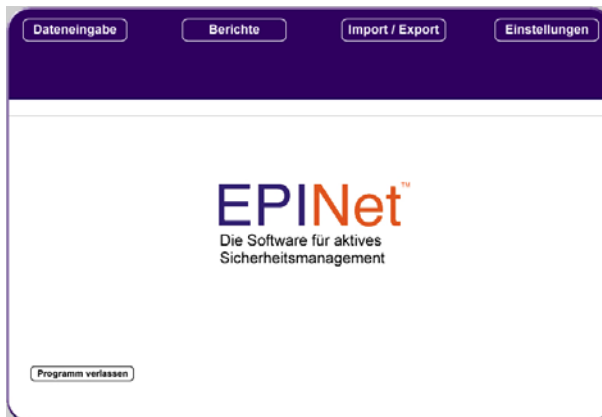 Dateneingabe
Berichte
Import / Export
Einstellungen
EPINet™
Die Software für aktives
Sicherheitsmanagement
Programm verlassen